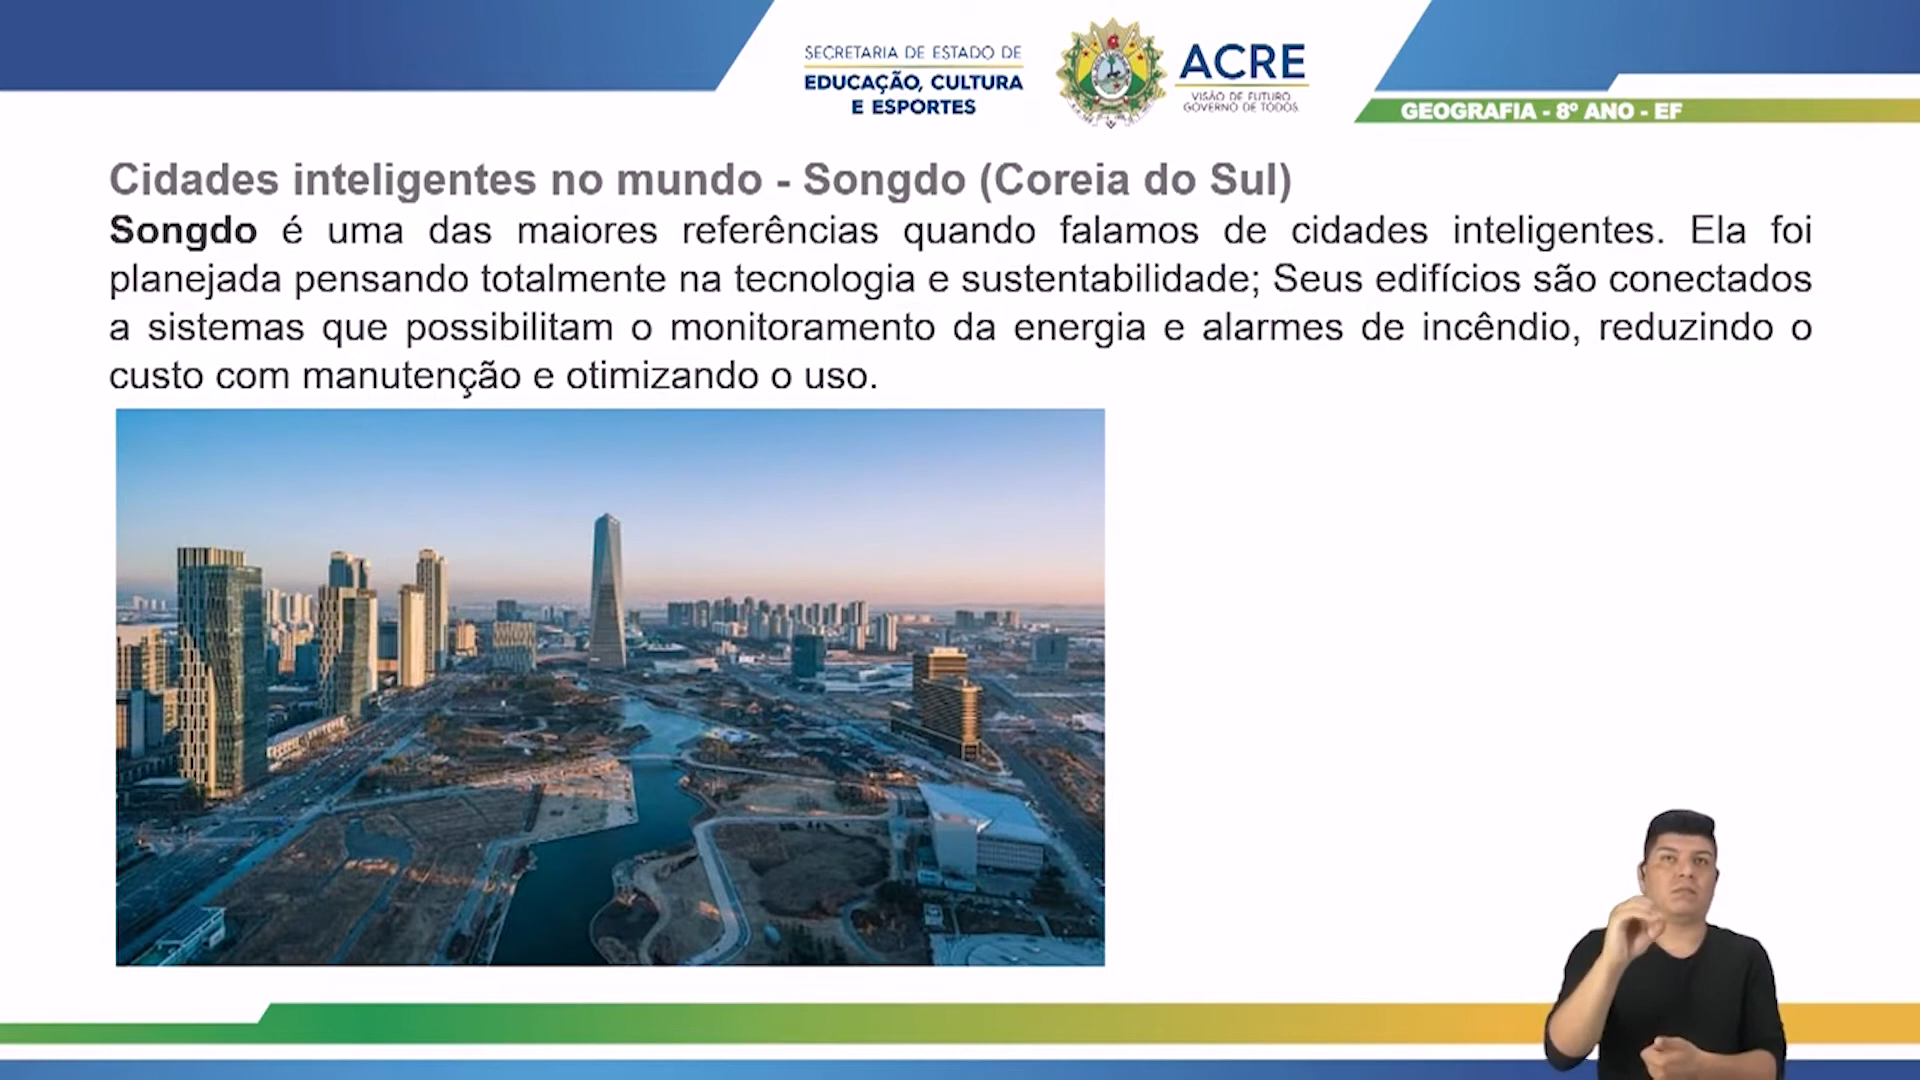 SECRETARIA DE ESTADO DE
EDUCAÇÃO, CULTURA
E ESPORTES
ACRE
VISÃO DE FUTURO
GOVERNO DE TODOS
GEOGRAFIA - 8º ANO - EF
Cidades inteligentes no mundo - Songdo (Coreia do Sul)
Songdo é uma das maiores referências quando falamos de cidades inteligentes. Ela foi
planejada pensando totalmente na tecnologia e sustentabilidade; Seus edifícios são conectados
a sistemas que possibilitam o monitoramento da energia e alarmes de incêndio, reduzindo o
custo com manutenção e otimizando o uso.